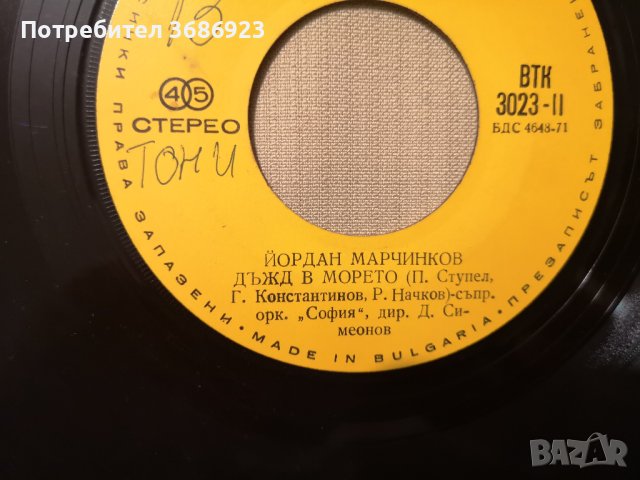 Потребител 3686923
13
45
СТЕРЕО
ТОНИ
ВТК
3023-II
БДС 4648-71
ЙОРДАН МАРЧИНКОВ
ДЪЖД В МОРЕТО (П. Ступел,
Г. Константинов, Р. Начков)-съпр.
орк. „София“, дир. Д. Си-
меонов
ПРАВА ЗАПАЗЕНИ • MADE IN BULGARIA • ПРЕЗАПИСЪТ ЗАБРАНЕ
BAZAR